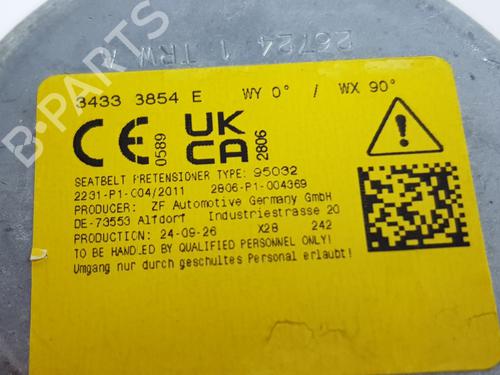 26724 1 TRW
3433 3854 E WY 0° / WX 90°
CE 0589 UK CA 2806
SEATBELT PRETENSIONER TYPE: 95032
2231-P1-004/2011 2806-P1-004369
PRODUCER: ZF Automotive Germany GmbH
DE-73553 Alfdorf Industriestrasse 20
PRODUCTION: 24-09-26 X28 242
TO BE HANDLED BY QUALIFIED PERSONNEL ONLY!
Umgang nur durch geschultes Personal erlaubt!
B-PARTS